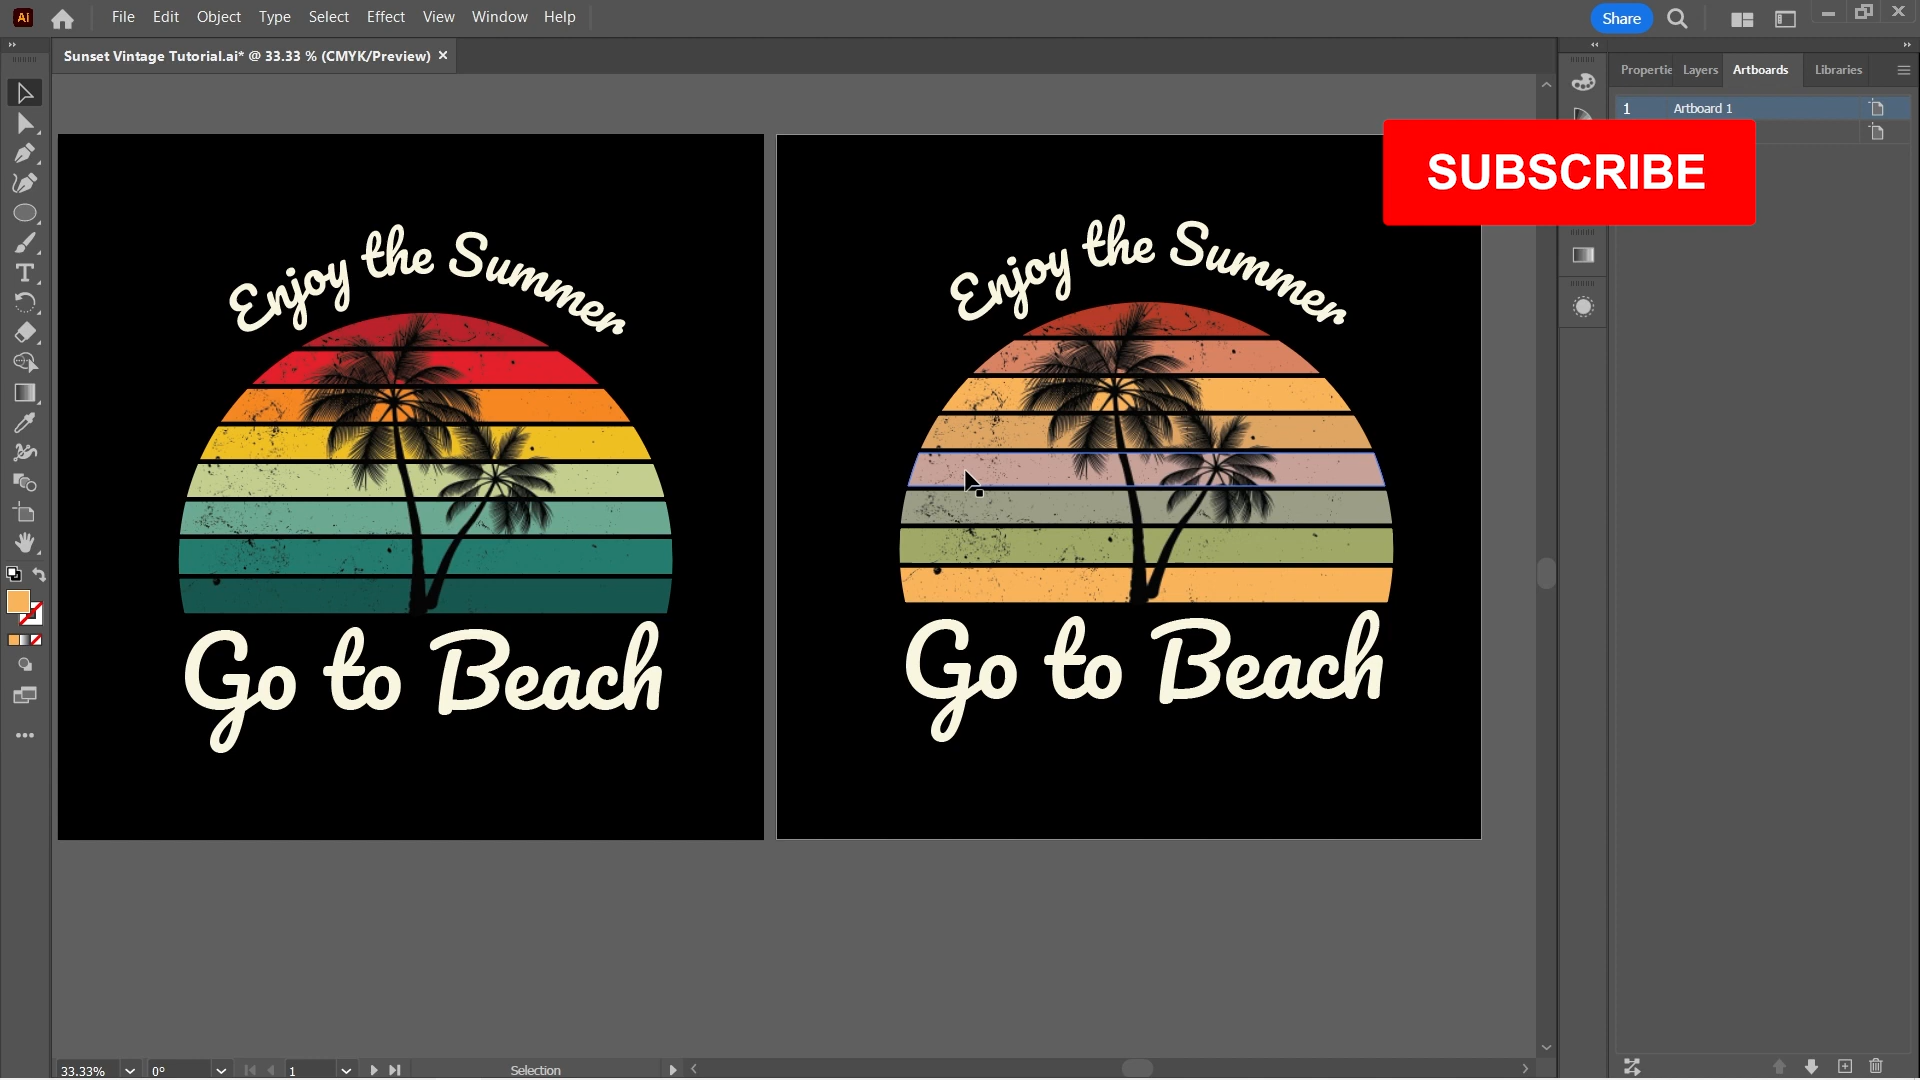 Ai File Edit Object Type Select Effect View Window Help Share
Sunset Vintage Tutorial.ai* @ 33.33 % (CMYK/Preview) ×
Propertie Layers Artboards Libraries
1 Artboard 1
SUBSCRIBE
Enjoy the Summer
Go to Beach
Enjoy the Summer
Go to Beach
33.33% 0° 1 Selection